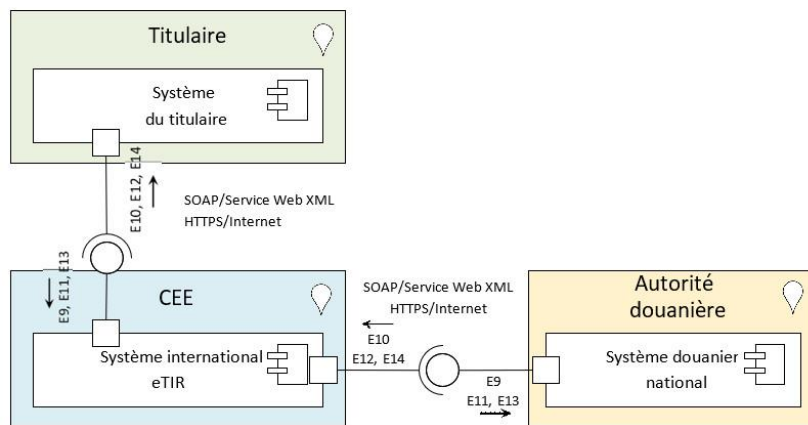 Titulaire
Système
du titulaire
E10, E12, E14
SOAP/Service Web XML
HTTPS/Internet
E9, E11, E13
CEE
Système international
eTIR
SOAP/Service Web XML
HTTPS/Internet
E10
E12, E14
E9
E11, E13
Autorité
douanière
Système douanier
national